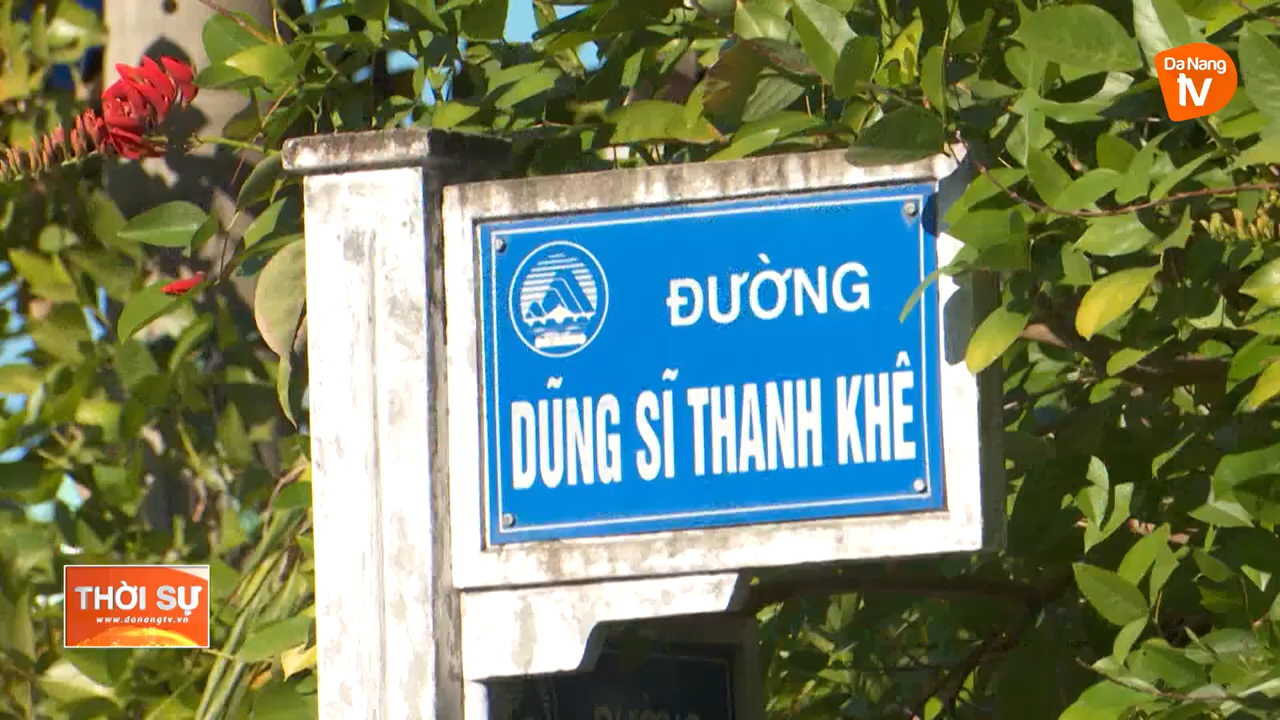 Da Nang
tv
ĐƯỜNG
DŨNG SĨ THANH KHÊ
THỜI SỰ
www.danangtv.vn